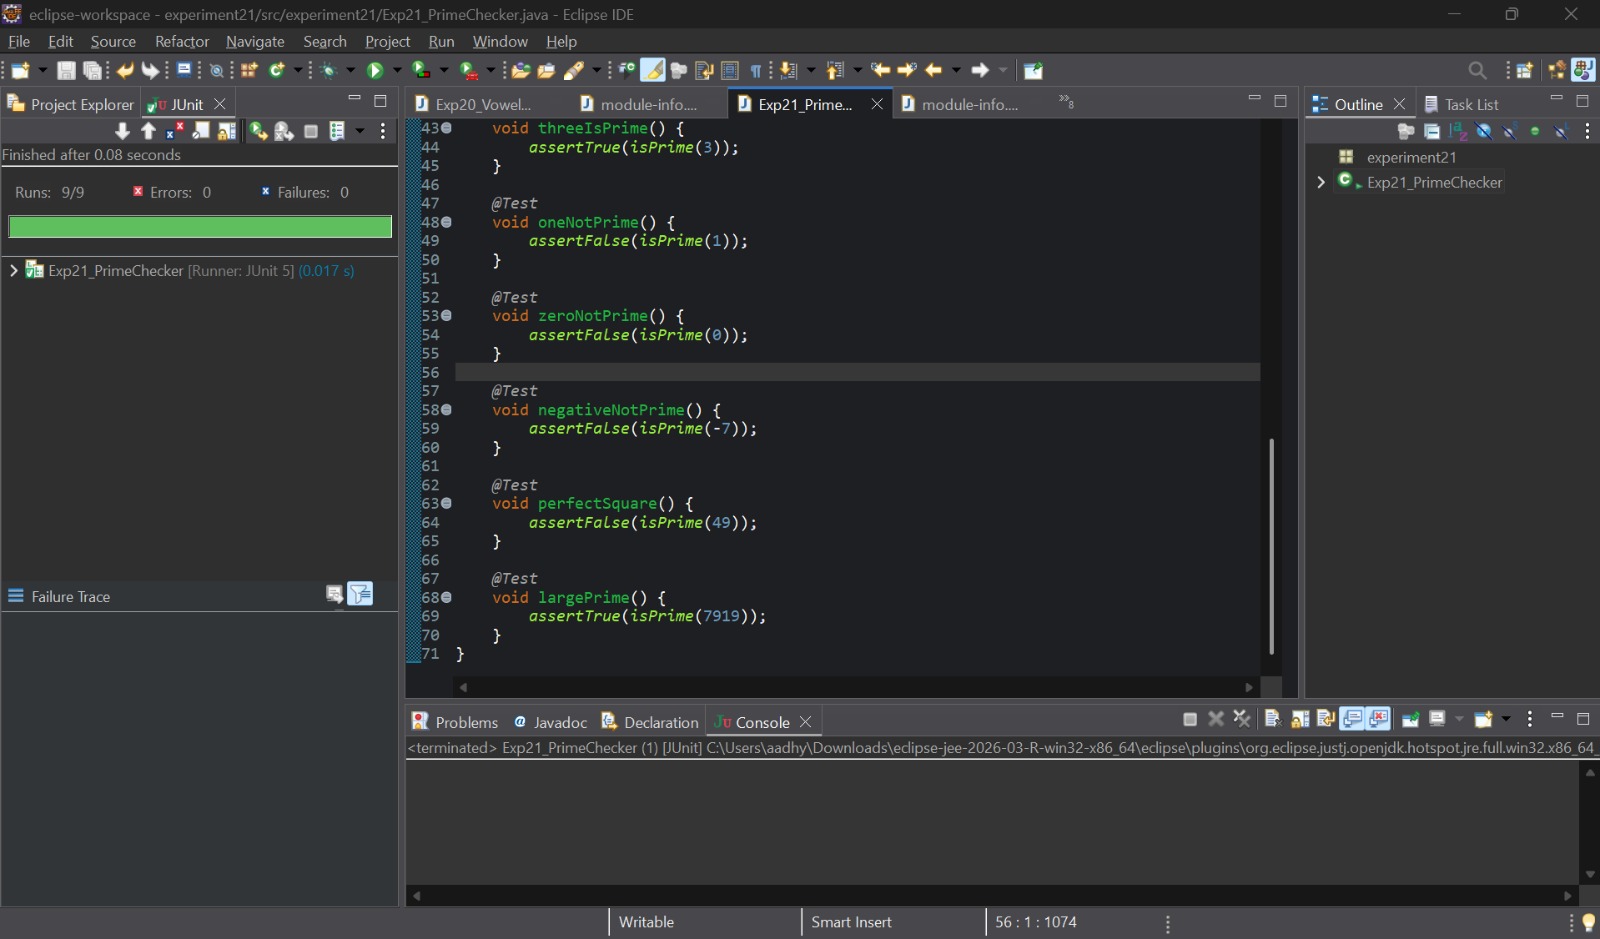 eclipse-workspace - experiment21/src/experiment21/Exp21_PrimeChecker.java - Eclipse IDE
File Edit Source Refactor Navigate Search Project Run Window Help
Project Explorer JUnit
Finished after 0.08 seconds
Runs: 9/9 Errors: 0 Failures: 0
Exp21_PrimeChecker [Runner: JUnit 5] (0.017 s)
Failure Trace
Exp20_Vowel... module-info.... Exp21_Prime... module-info.... »8
43 void threeIsPrime() {
44 assertTrue(isPrime(3));
45 }
46
47 @Test
48 void oneNotPrime() {
49 assertFalse(isPrime(1));
50 }
51
52 @Test
53 void zeroNotPrime() {
54 assertFalse(isPrime(0));
55 }
56
57 @Test
58 void negativeNotPrime() {
59 assertFalse(isPrime(-7));
60 }
61
62 @Test
63 void perfectSquare() {
64 assertFalse(isPrime(49));
65 }
66
67 @Test
68 void largePrime() {
69 assertTrue(isPrime(7919));
70 }
71 }
Outline Task List
experiment21
Exp21_PrimeChecker
Problems Javadoc Declaration Console
<terminated> Exp21_PrimeChecker (1) [JUnit] C:\Users\aadhy\Downloads\eclipse-jee-2026-03-R-win32-x86_64\eclipse\plugins\org.eclipse.justj.openjdk.hotspot.jre.full.win32.x86_64_
Writable Smart Insert 56 : 1 : 1074